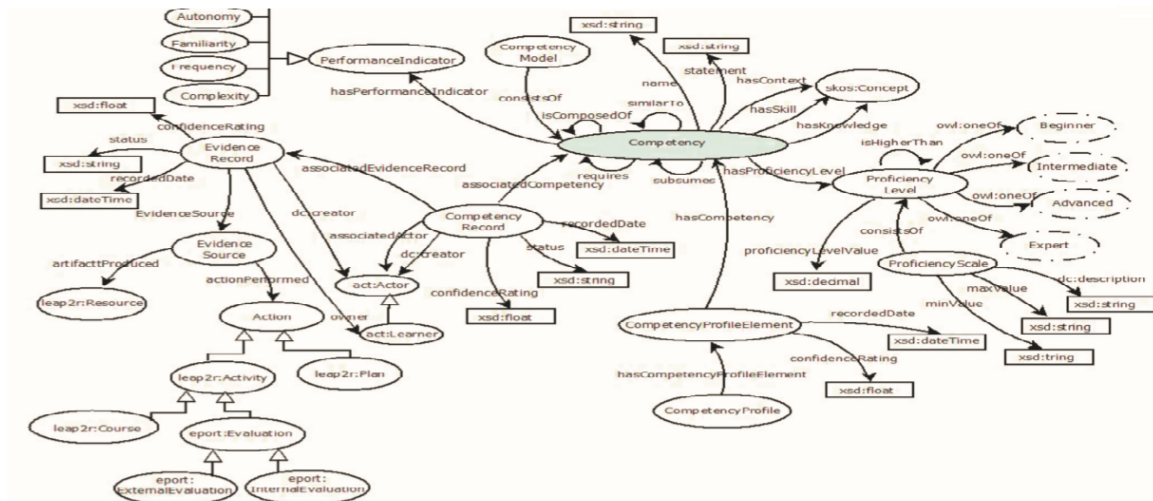 Autonomy
Familiarity
Frequency
Complexity
PerformanceIndicator
hasPerformanceIndicator
Competency
Model
consistsOf
xsd:string
xsd:string
name
statement
similarTo
isComposedOf
hasContext
hasSkill
hasKnowledge
skos:Concept
Competency
requires
subsumes
hasProficiencyLevel
isHigherThan
owl:oneOf
Beginner
owl:oneOf
Intermediate
owl:oneOf
Advanced
owl:oneOf
Expert
Proficiency
Level
consistsOf
proficiencyLevelValue
xsd:decimal
ProficiencyScale
dc:description
xsd:string
maxValue
xsd:string
minValue
xsd:tring
xsd:float
confidenceRating
status
xsd:string
recordedDate
xsd:dateTime
Evidence
Record
associatedEvidenceRecord
associatedCompetency
EvidenceSource
dc:creator
Competency
Record
associatedActor
dc:creator
recordedDate
xsd:dateTime
status
xsd:string
confidenceRating
xsd:float
Evidence
Source
artifacttProduced
leap2r:Resource
actionPerformed
owner
act:Actor
act:Learner
Action
leap2r:Activity
leap2r:Plan
leap2r:Course
eport:Evaluation
eport:
ExternalEvaluation
eport:
InternalEvaluation
hasCompetency
CompetencyProfileElement
recordedDate
xsd:dateTime
confidenceRating
xsd:float
hasCompetencyProfileElement
CompetencyProfile